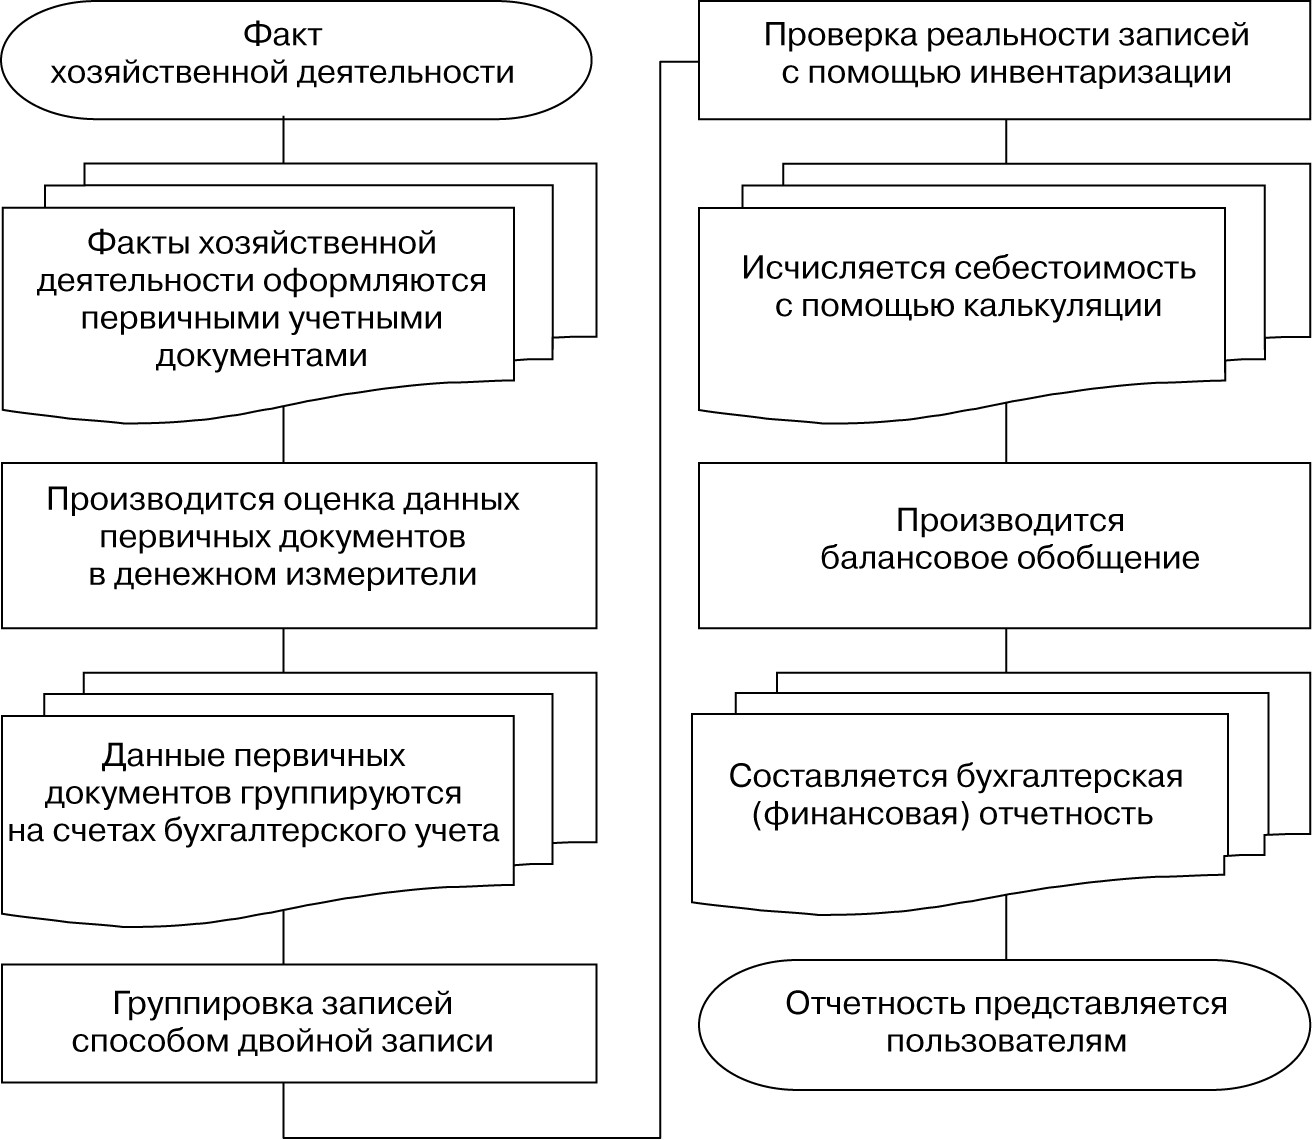 Факт
хозяйственной деятельности
Факты хозяйственной
деятельности оформляются
первичными учетными
документами
Производится оценка данных
первичных документов
в денежном измерители
Данные первичных
документов группируются
на счетах бухгалтерского учета
Группировка записей
способом двойной записи
Проверка реальности записей
с помощью инвентаризации
Исчисляется себестоимость
с помощью калькуляции
Производится
балансовое обобщение
Составляется бухгалтерская
(финансовая) отчетность
Отчетность представляется
пользователям